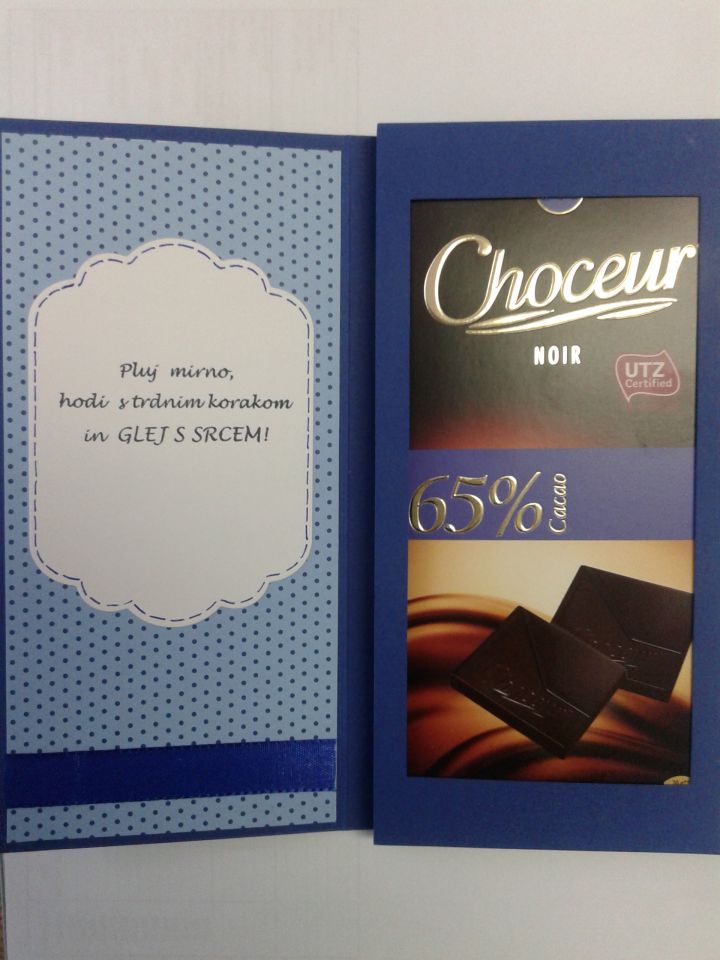 Pluj mirno,
hodi s trdnim korakom
in GLEJ S SRCEM!
Choceur
NOIR
UTZ
Certified
65%
Cacao